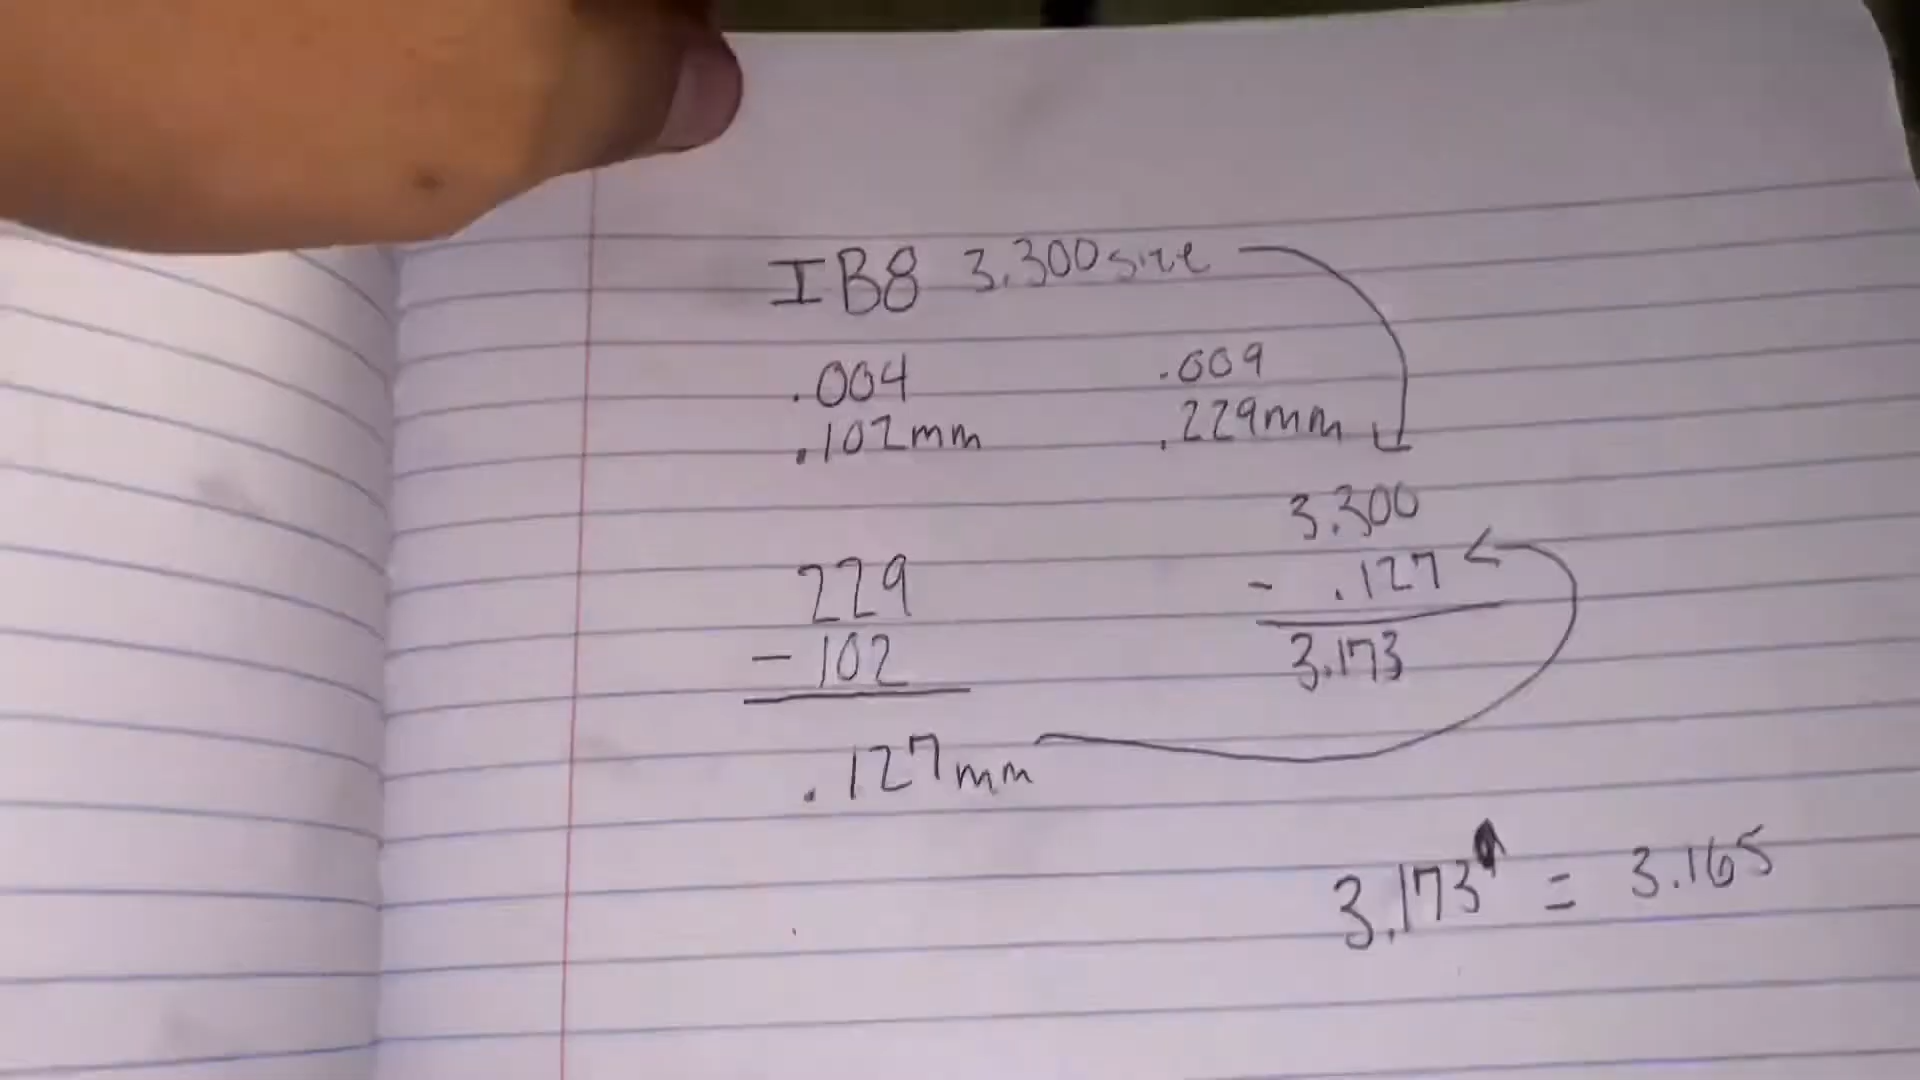 IB8 3.300 size
.004 .009
.102mm .229mm
229
- 102
.127mm
3.300
- .127
3.173
3.173 = 3.165